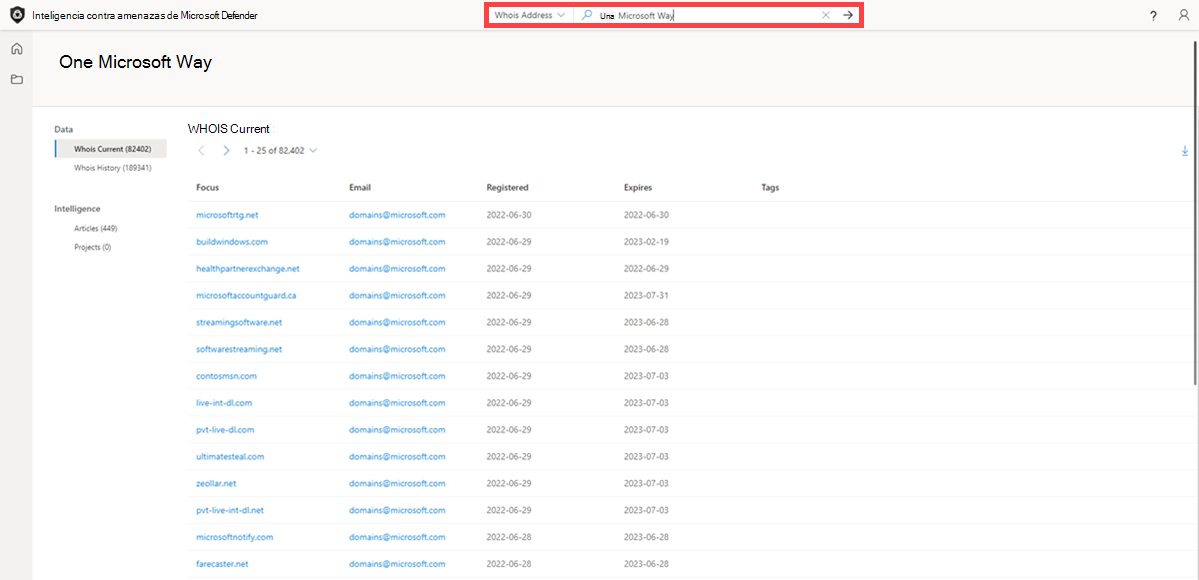 Inteligencia contra amenazas de Microsoft Defender
Whois Address Una Microsoft Way
?
One Microsoft Way
Data
Whois Current (82402)
Whois History (189341)
Intelligence
Articles (449)
Projects (0)
WHOIS Current
1 - 25 of 82.402
Focus Email Registered Expires Tags
microsoftrtg.net domains@microsoft.com 2022-06-30 2022-06-30
buildwindows.com domains@microsoft.com 2022-06-29 2023-02-19
healthpartnerexchange.net domains@microsoft.com 2022-06-29 2022-06-29
microsoftaccountguard.ca domains@microsoft.com 2022-06-29 2023-07-31
streamingsoftware.net domains@microsoft.com 2022-06-29 2023-06-28
softwarestreaming.net domains@microsoft.com 2022-06-29 2023-06-28
contosmsn.com domains@microsoft.com 2022-06-29 2023-07-03
live-int-dl.com domains@microsoft.com 2022-06-29 2023-07-03
pvt-live-dl.com domains@microsoft.com 2022-06-29 2023-07-03
ultimatesteal.com domains@microsoft.com 2022-06-29 2023-07-03
zeollar.net domains@microsoft.com 2022-06-29 2023-07-03
pvt-live-int-dl.net domains@microsoft.com 2022-06-29 2023-07-03
microsoftnotify.com domains@microsoft.com 2022-06-28 2023-06-28
farecaster.net domains@microsoft.com 2022-06-28 2023-06-28